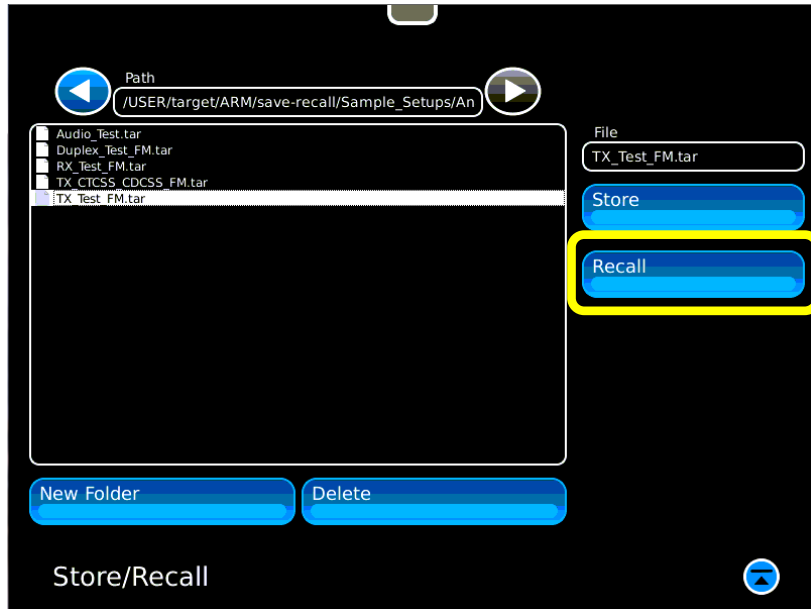 Path
/USER/target/ARM/save-recall/Sample_Setups/An
Audio_Test.tar
Duplex_Test_FM.tar
RX_Test_FM.tar
TX_CTCSS_CDCSS_FM.tar
TX_Test_FM.tar
File
TX_Test_FM.tar
Store
Recall
New Folder
Delete
Store/Recall